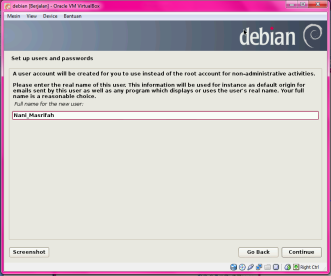 debian [Berjalan] - Oracle VM VirtualBox
Mesin View Device Bantuan
debian
Set up users and passwords
A user account will be created for you to use instead of the root account for non-administrative activities.
Please enter the real name of this user. This information will be used for instance as default origin for
emails sent by this user as well as any program which displays or uses the user's real name. Your full
name is a reasonable choice.
Full name for the new user:
Nani_Masrifah
Screenshot
Go Back
Continue
Right Ctrl